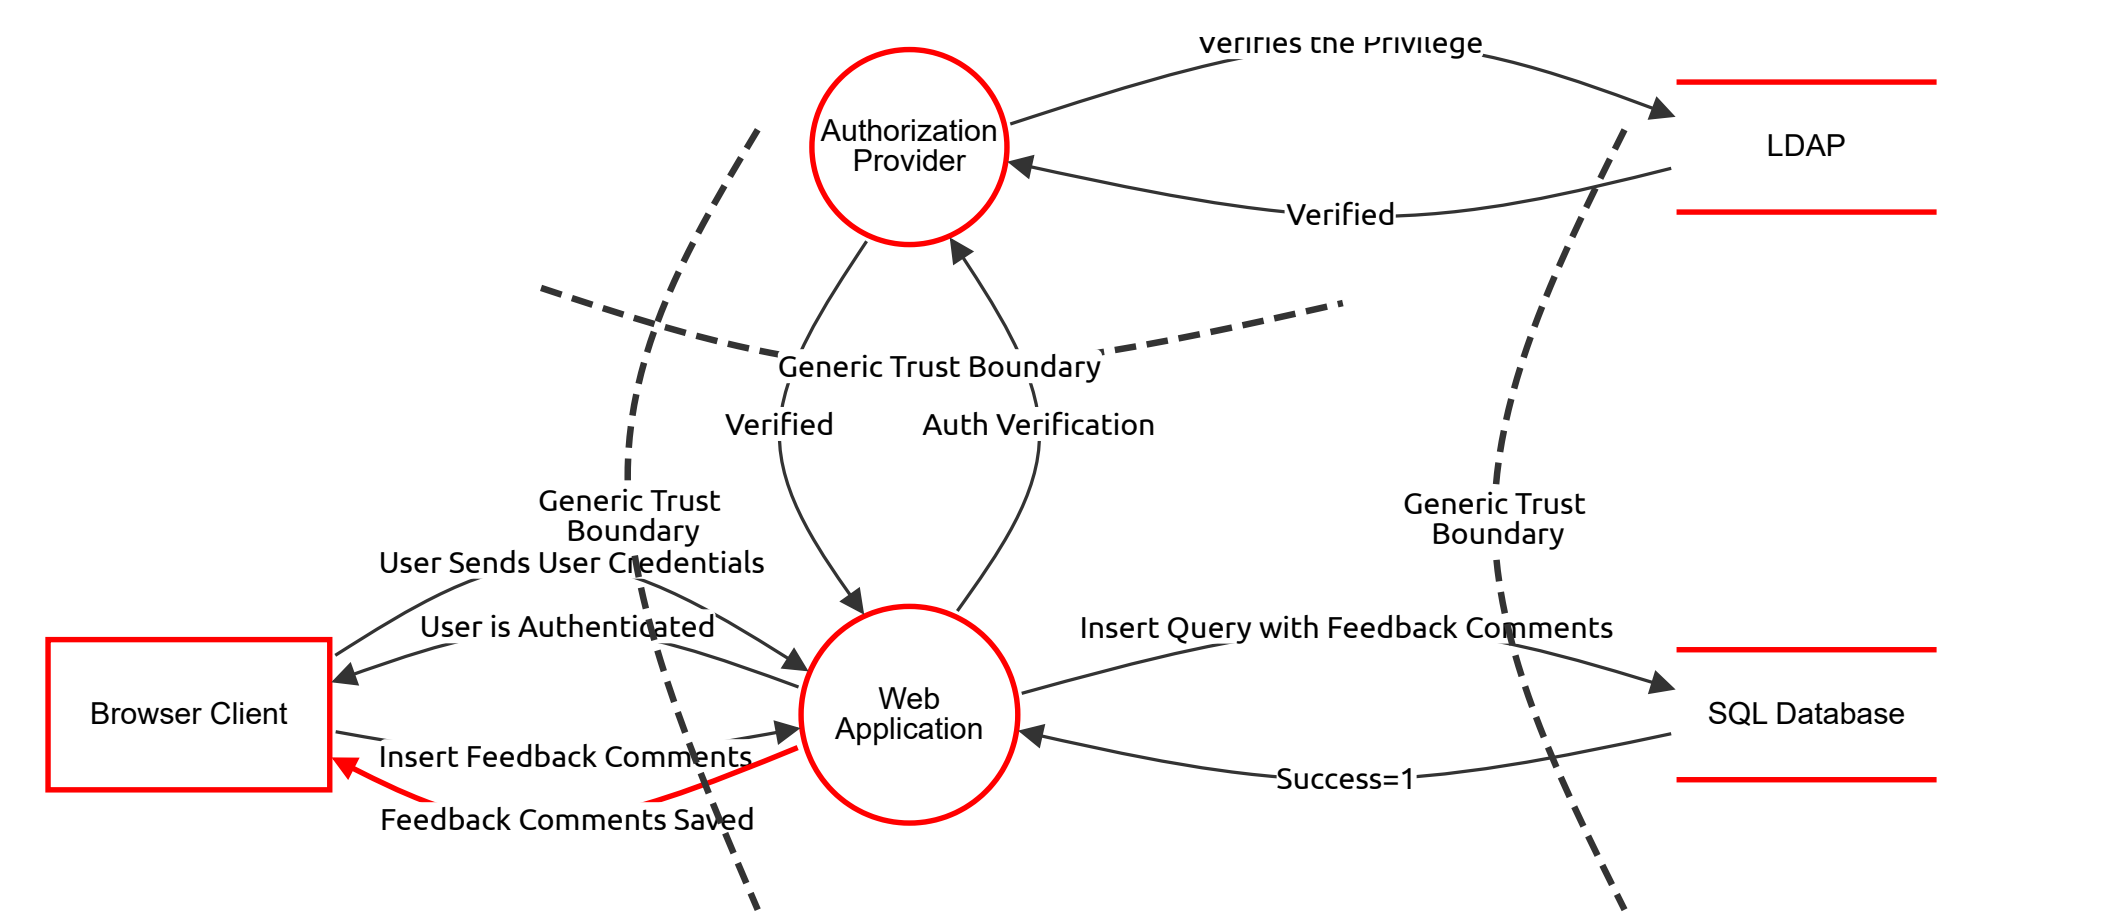 Verifies the Privilege
Authorization
Provider
LDAP
Verified
Generic Trust Boundary
Verified
Auth Verification
Generic Trust
Boundary
Generic Trust
Boundary
User Sends User Credentials
User is Authenticated
Insert Query with Feedback Comments
Browser Client
Web
Application
SQL Database
Insert Feedback Comments
Success=1
Feedback Comments Saved